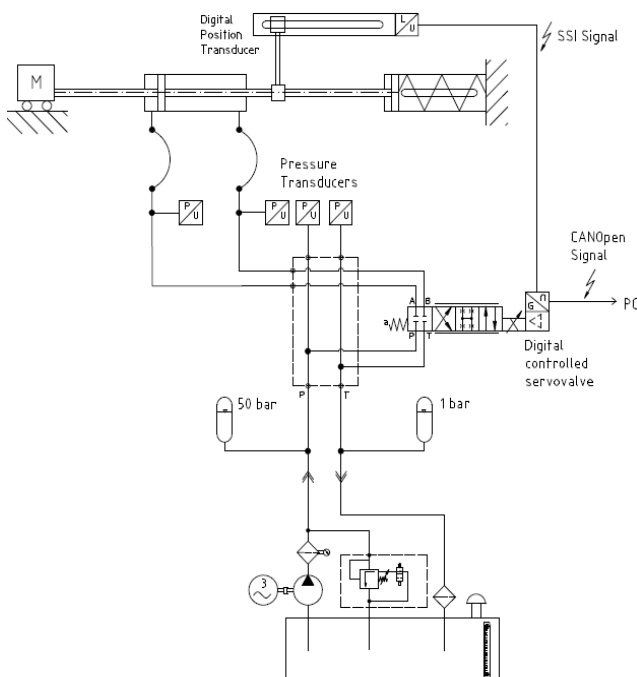 Digital
Position
Transducer
L
U
SSI Signal
M
Pressure
Transducers
P
U
P
U
P
U
P
U
CANOpen
Signal
A B
a
P T
G
PC
Digital
controlled
servovalve
P T
50 bar
1 bar
3